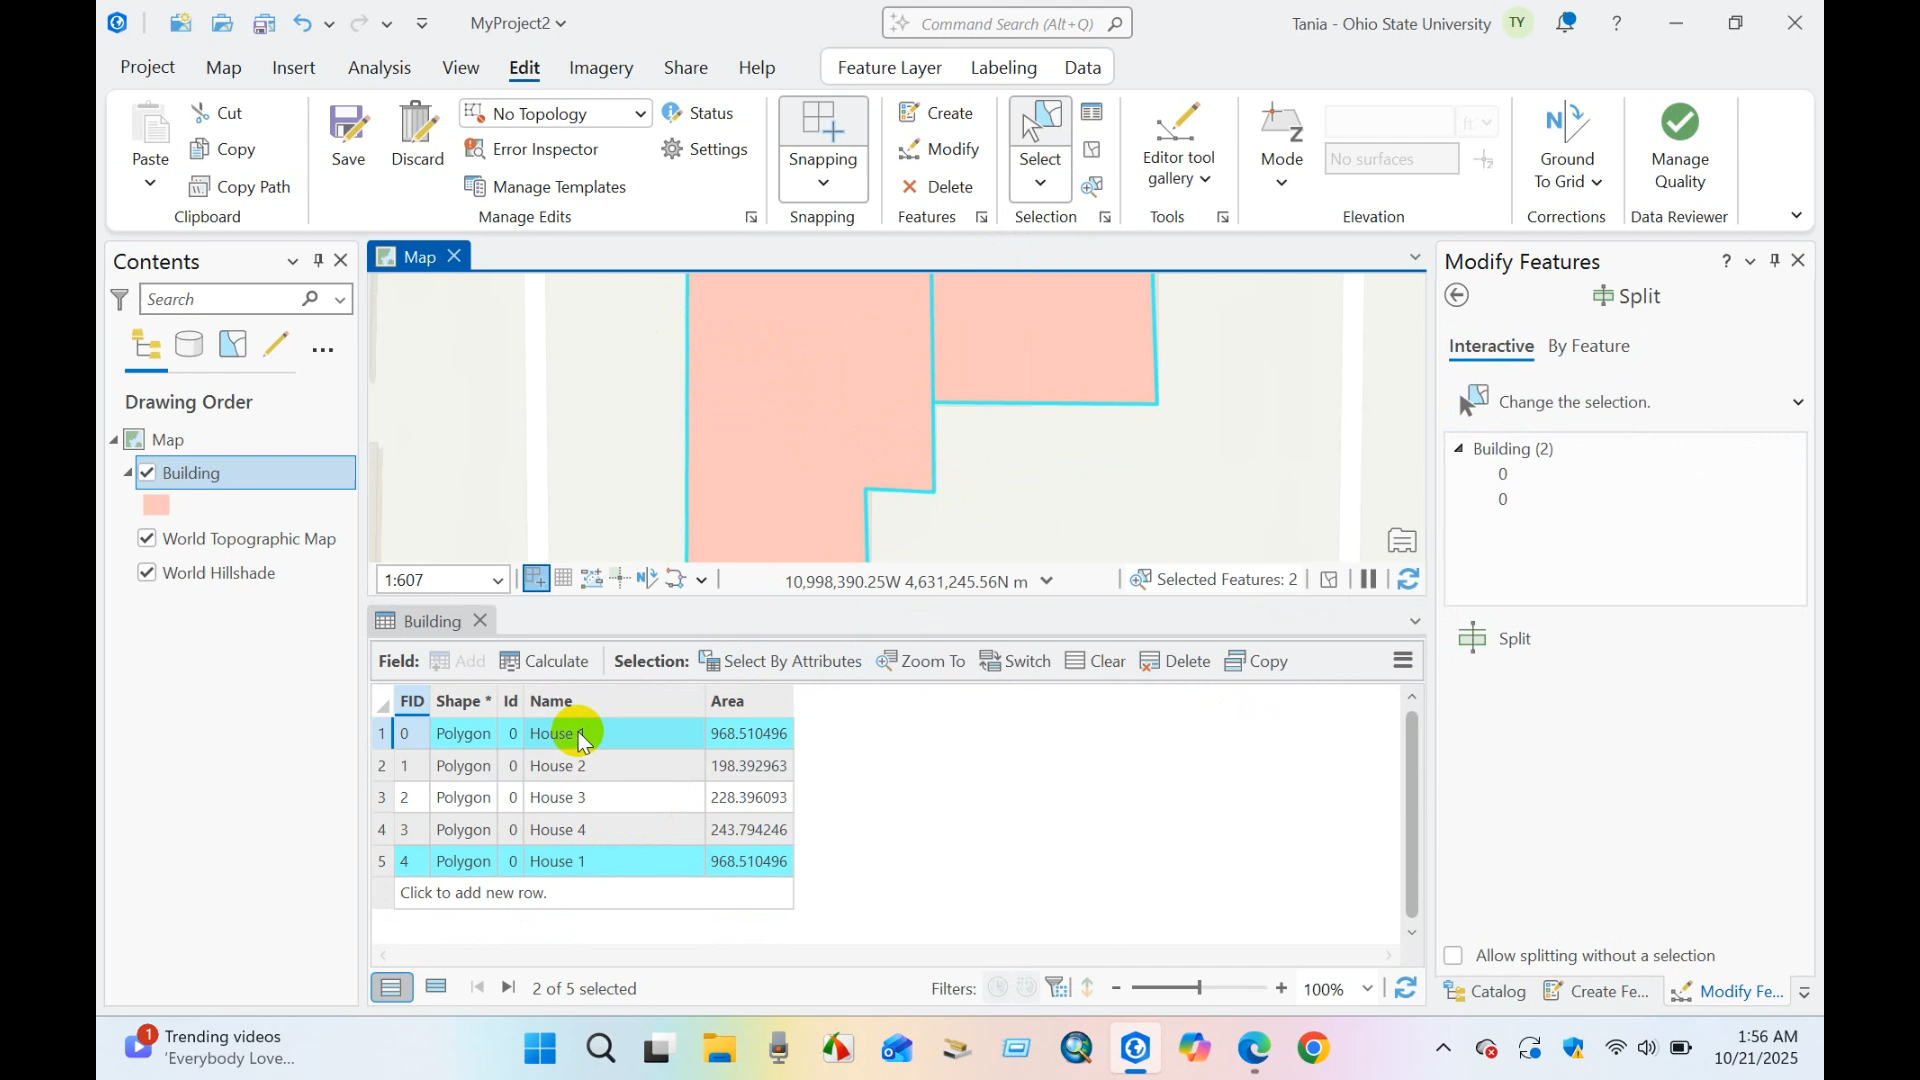 MyProject2
Command Search (Alt+Q)
Tania - Ohio State University
TY
?
Project
Map
Insert
Analysis
View
Edit
Imagery
Share
Help
Feature Layer
Labeling
Data
Paste
Cut
Copy
Copy Path
Clipboard
Save
Discard
No Topology
Error Inspector
Manage Templates
Status
Settings
Manage Edits
Snapping
Snapping
Create
Modify
Delete
Features
Select
Selection
Editor tool
gallery
Tools
Z
Mode
ft
No surfaces
Elevation
Ground
To Grid
Corrections
Manage
Quality
Data Reviewer
Contents
Search
...
Drawing Order
Map
Building
World Topographic Map
World Hillshade
Map
1:607
10,998,390.25W 4,631,245.56N m
Selected Features: 2
Building
Field:
Add
Calculate
Selection:
Select By Attributes
Zoom To
Switch
Clear
Delete
Copy
FID Shape * Id Name Area
1 0 Polygon 0 House 1 968.510496
2 1 Polygon 0 House 2 198.392963
3 2 Polygon 0 House 3 228.396093
4 3 Polygon 0 House 4 243.794246
5 4 Polygon 0 House 1 968.510496
Click to add new row.
2 of 5 selected
Filters:
100%
Modify Features
?
Split
Interactive
By Feature
Change the selection.
Building (2)
0
0
Split
Allow splitting without a selection
Catalog
Create Fe...
Modify Fe...
1
Trending videos
'Everybody Love...
1:56 AM
10/21/2025